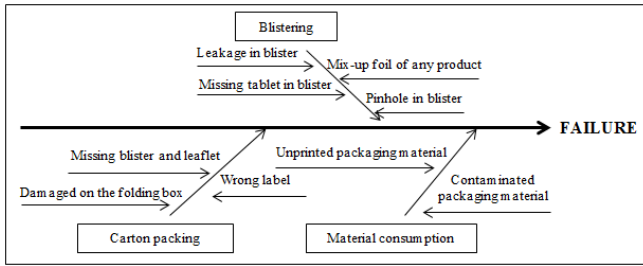 Blistering
Leakage in blister
Mix-up foil of any product
Missing tablet in blister
Pinhole in blister
FAILURE
Missing blister and leaflet
Unprinted packaging material
Damaged on the folding box
Wrong label
Contaminated
packaging material
Carton packing
Material consumption